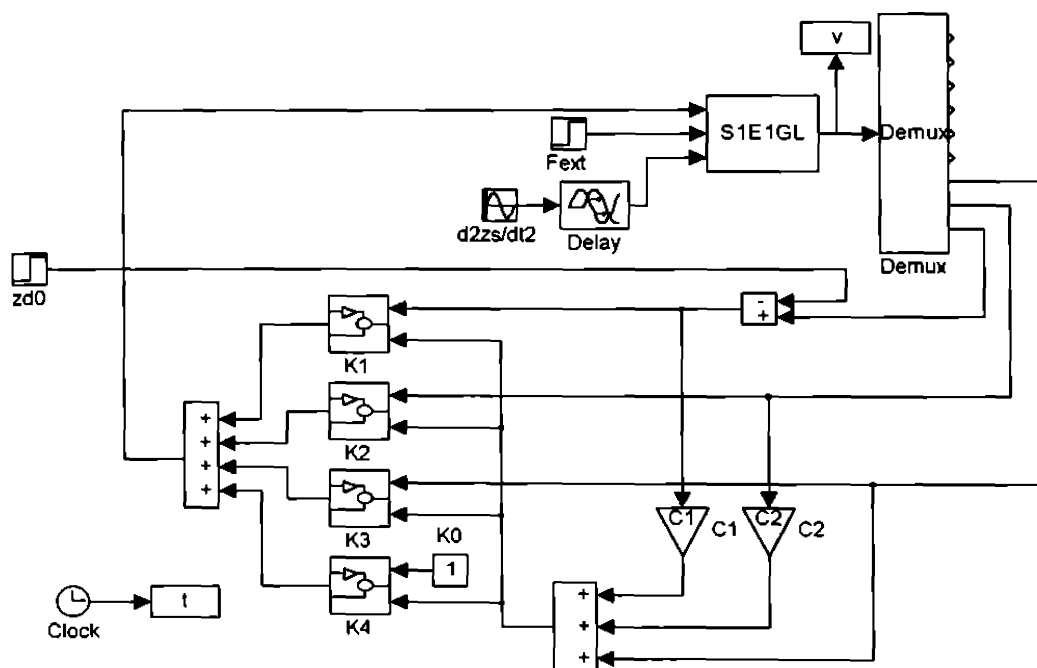 v
S1E1GL
Demux
Fext
d2zs/dt2
Delay
Demux
zd0
-
+
K1
+
+
+
+
K2
C1
C1
C2
C2
K3
K0
1
K4
Clock
t
+
+
+